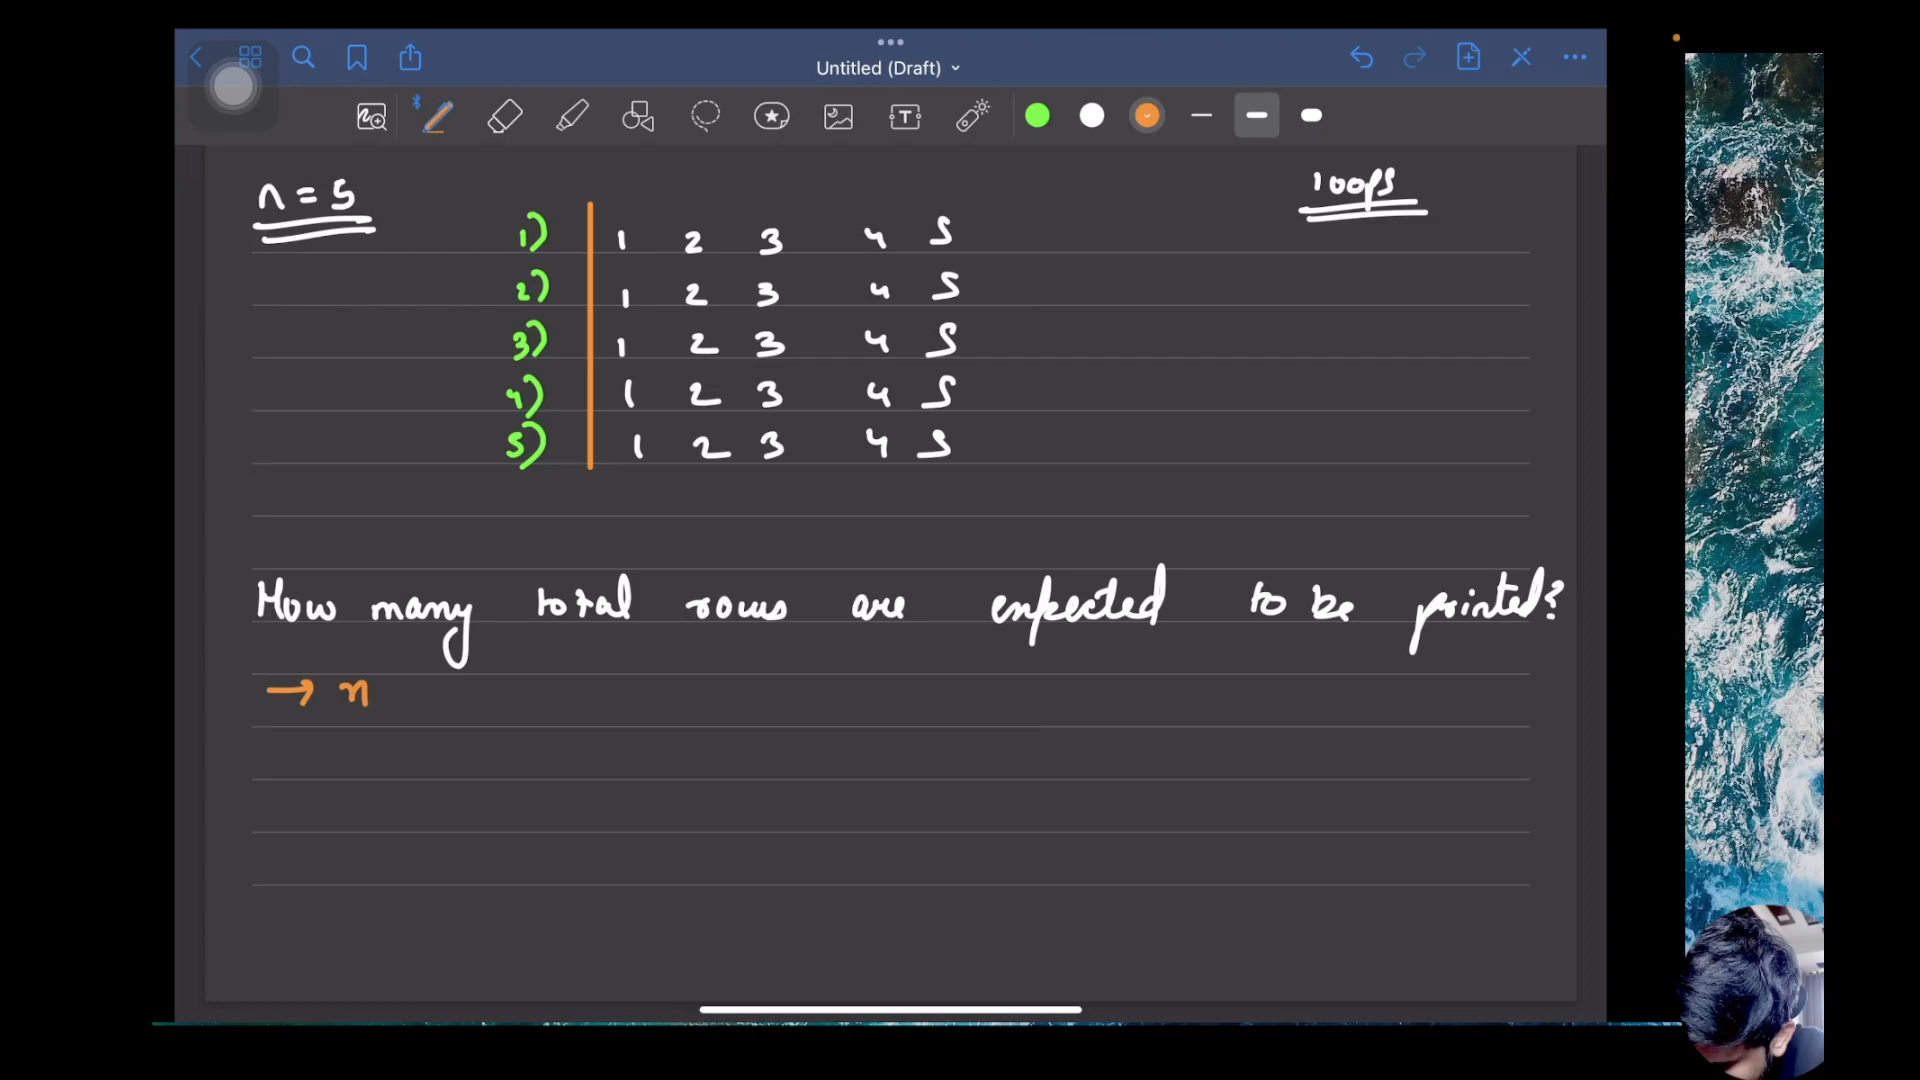 Untitled (Draft)
n = 5
loops
1) 1 2 3 4 5
2) 1 2 3 4 5
3) 1 2 3 4 5
4) 1 2 3 4 5
5) 1 2 3 4 5
How many total rows are expected to be printed?
→ n